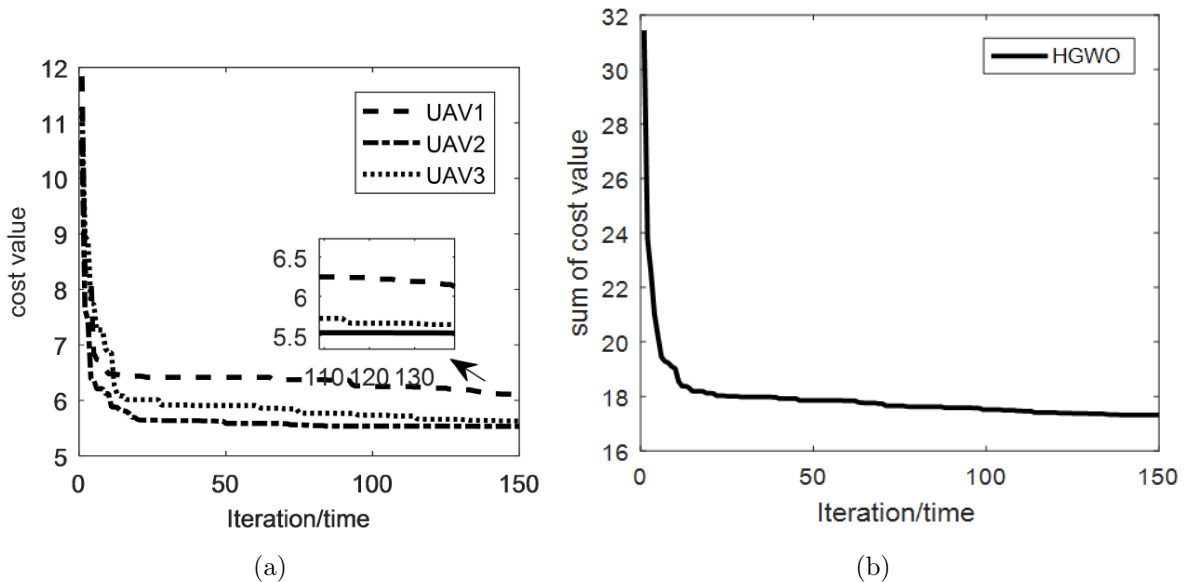 12
11
10
9
8
7
6
5
cost value
UAV1
UAV2
UAV3
6.5
6
5.5
110 120 130
0 50 100 150
Iteration/time
(a)
32
30
28
26
24
22
20
18
16
sum of cost value
HGWO
0 50 100 150
Iteration/time
(b)